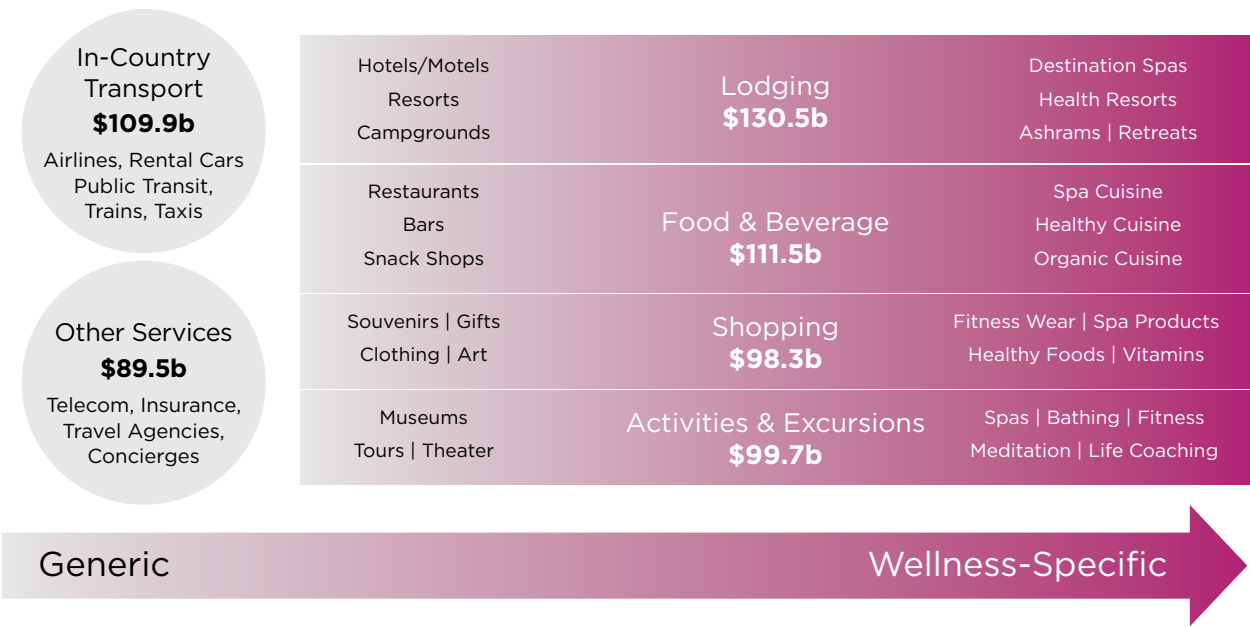 In-Country
Transport
$109.9b
Airlines, Rental Cars
Public Transit,
Trains, Taxis
Other Services
$89.5b
Telecom, Insurance,
Travel Agencies,
Concierges
Hotels/Motels
Resorts
Campgrounds
Lodging
$130.5b
Destination Spas
Health Resorts
Ashrams | Retreats
Restaurants
Bars
Snack Shops
Food & Beverage
$111.5b
Spa Cuisine
Healthy Cuisine
Organic Cuisine
Souvenirs | Gifts
Clothing | Art
Shopping
$98.3b
Fitness Wear | Spa Products
Healthy Foods | Vitamins
Museums
Tours | Theater
Activities & Excursions
$99.7b
Spas | Bathing | Fitness
Meditation | Life Coaching
Generic
Wellness-Specific